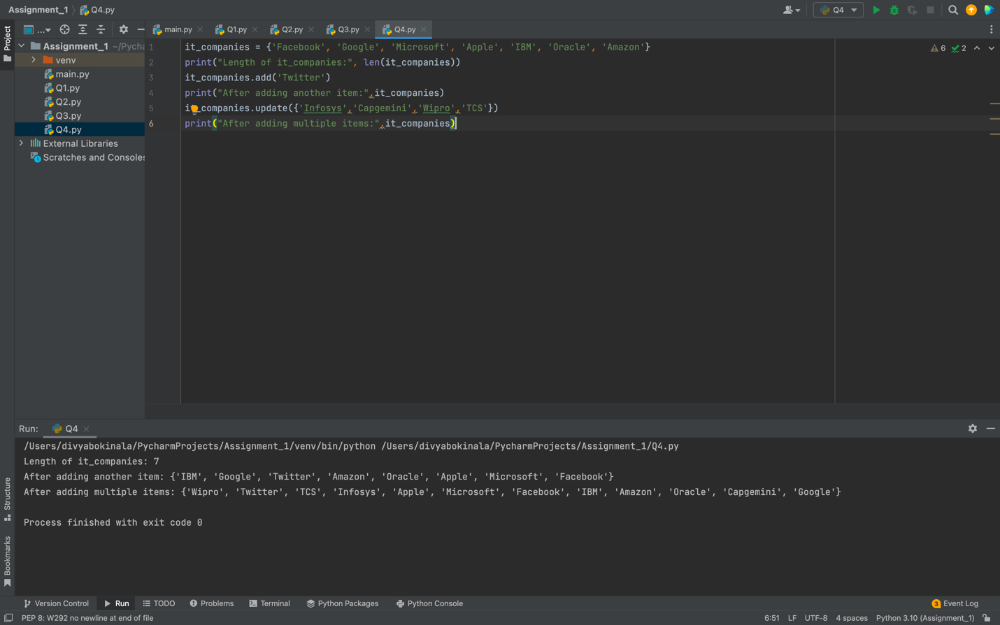 Assignment_1 Q4.py
Q4
Project
...
main.py Q1.py Q2.py Q3.py Q4.py
Assignment_1 ~/Pycha
venv
main.py
Q1.py
Q2.py
Q3.py
Q4.py
External Libraries
Scratches and Consoles
1 it_companies = {'Facebook', 'Google', 'Microsoft', 'Apple', 'IBM', 'Oracle', 'Amazon'}
2 print("Length of it_companies:", len(it_companies))
3 it_companies.add('Twitter')
4 print("After adding another item:",it_companies)
5 it_companies.update({'Infosys','Capgemini','Wipro','TCS'})
6 print("After adding multiple items:",it_companies)
6 2
Run: Q4
/Users/divyabokinala/PycharmProjects/Assignment_1/venv/bin/python /Users/divyabokinala/PycharmProjects/Assignment_1/Q4.py
Length of it_companies: 7
After adding another item: {'IBM', 'Google', 'Twitter', 'Amazon', 'Oracle', 'Apple', 'Microsoft', 'Facebook'}
After adding multiple items: {'Wipro', 'Twitter', 'TCS', 'Infosys', 'Apple', 'Microsoft', 'Facebook', 'IBM', 'Amazon', 'Oracle', 'Capgemini', 'Google'}
Process finished with exit code 0
Structure
Bookmarks
Version Control Run TODO Problems Terminal Python Packages Python Console 3 Event Log
PEP 8: W292 no newline at end of file 6:51 LF UTF-8 4 spaces Python 3.10 (Assignment_1)